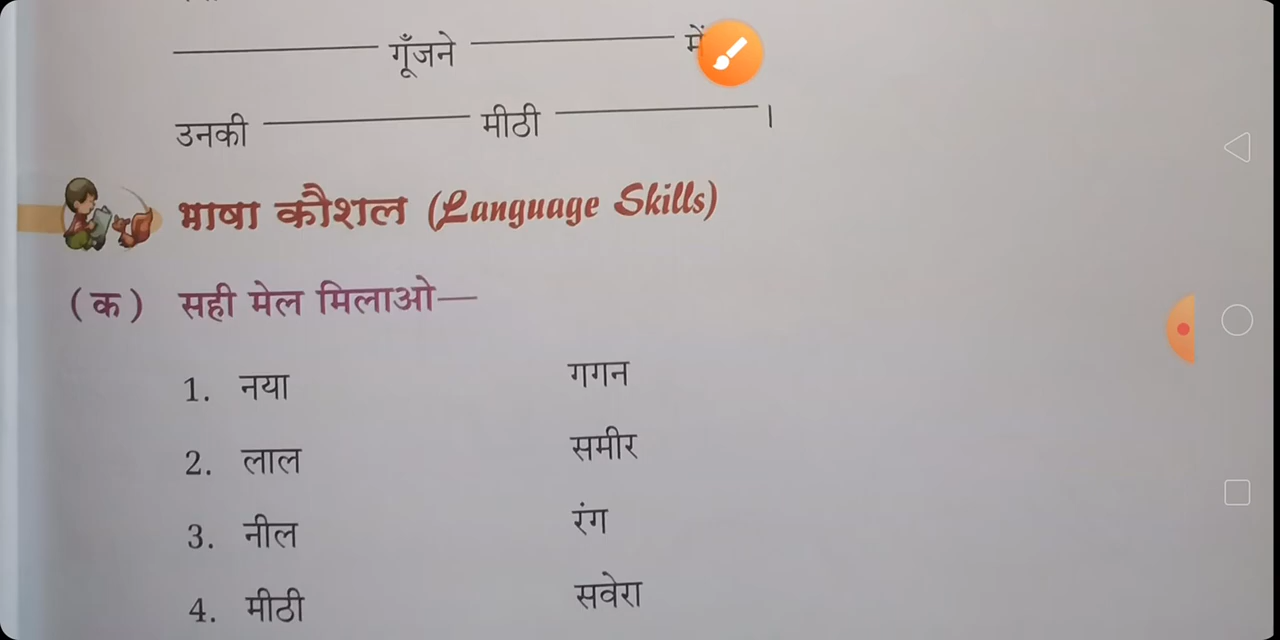 गूँजने में
उनकी मीठी ।
भाषा कौशल (Language Skills)
(क) सही मेल मिलाओ—
1. नया गगन
2. लाल समीर
3. नील रंग
4. मीठी सवेरा